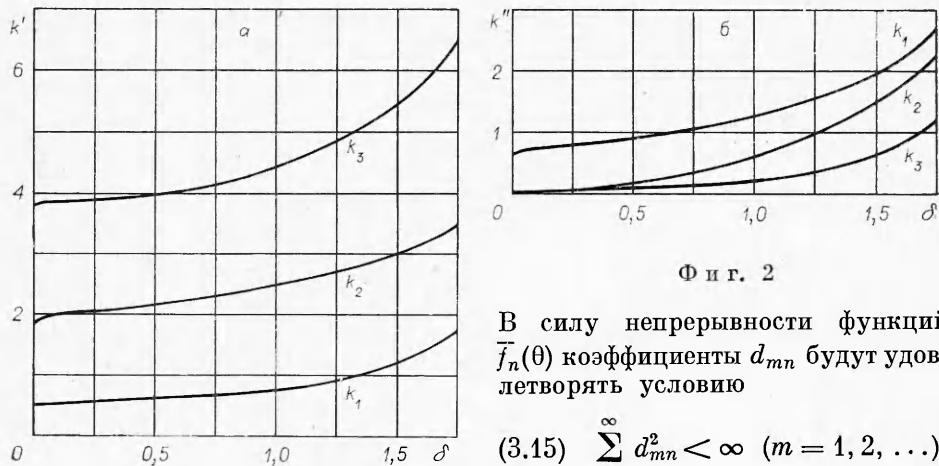 k′
а
6
4
2
0
0,5
1,0
1,5
δ
k₃
k₂
k₁
k″
б
2
1
0
0,5
1,0
1,5
δ
k₁
k₂
k₃
Фиг. 2
В силу непрерывности функций
f̅ₙ(θ) коэффициенты dₘₙ будут удов
летворять условию
(3.15) ∑^∞ d²ₘₙ < ∞ (m = 1, 2, ...)